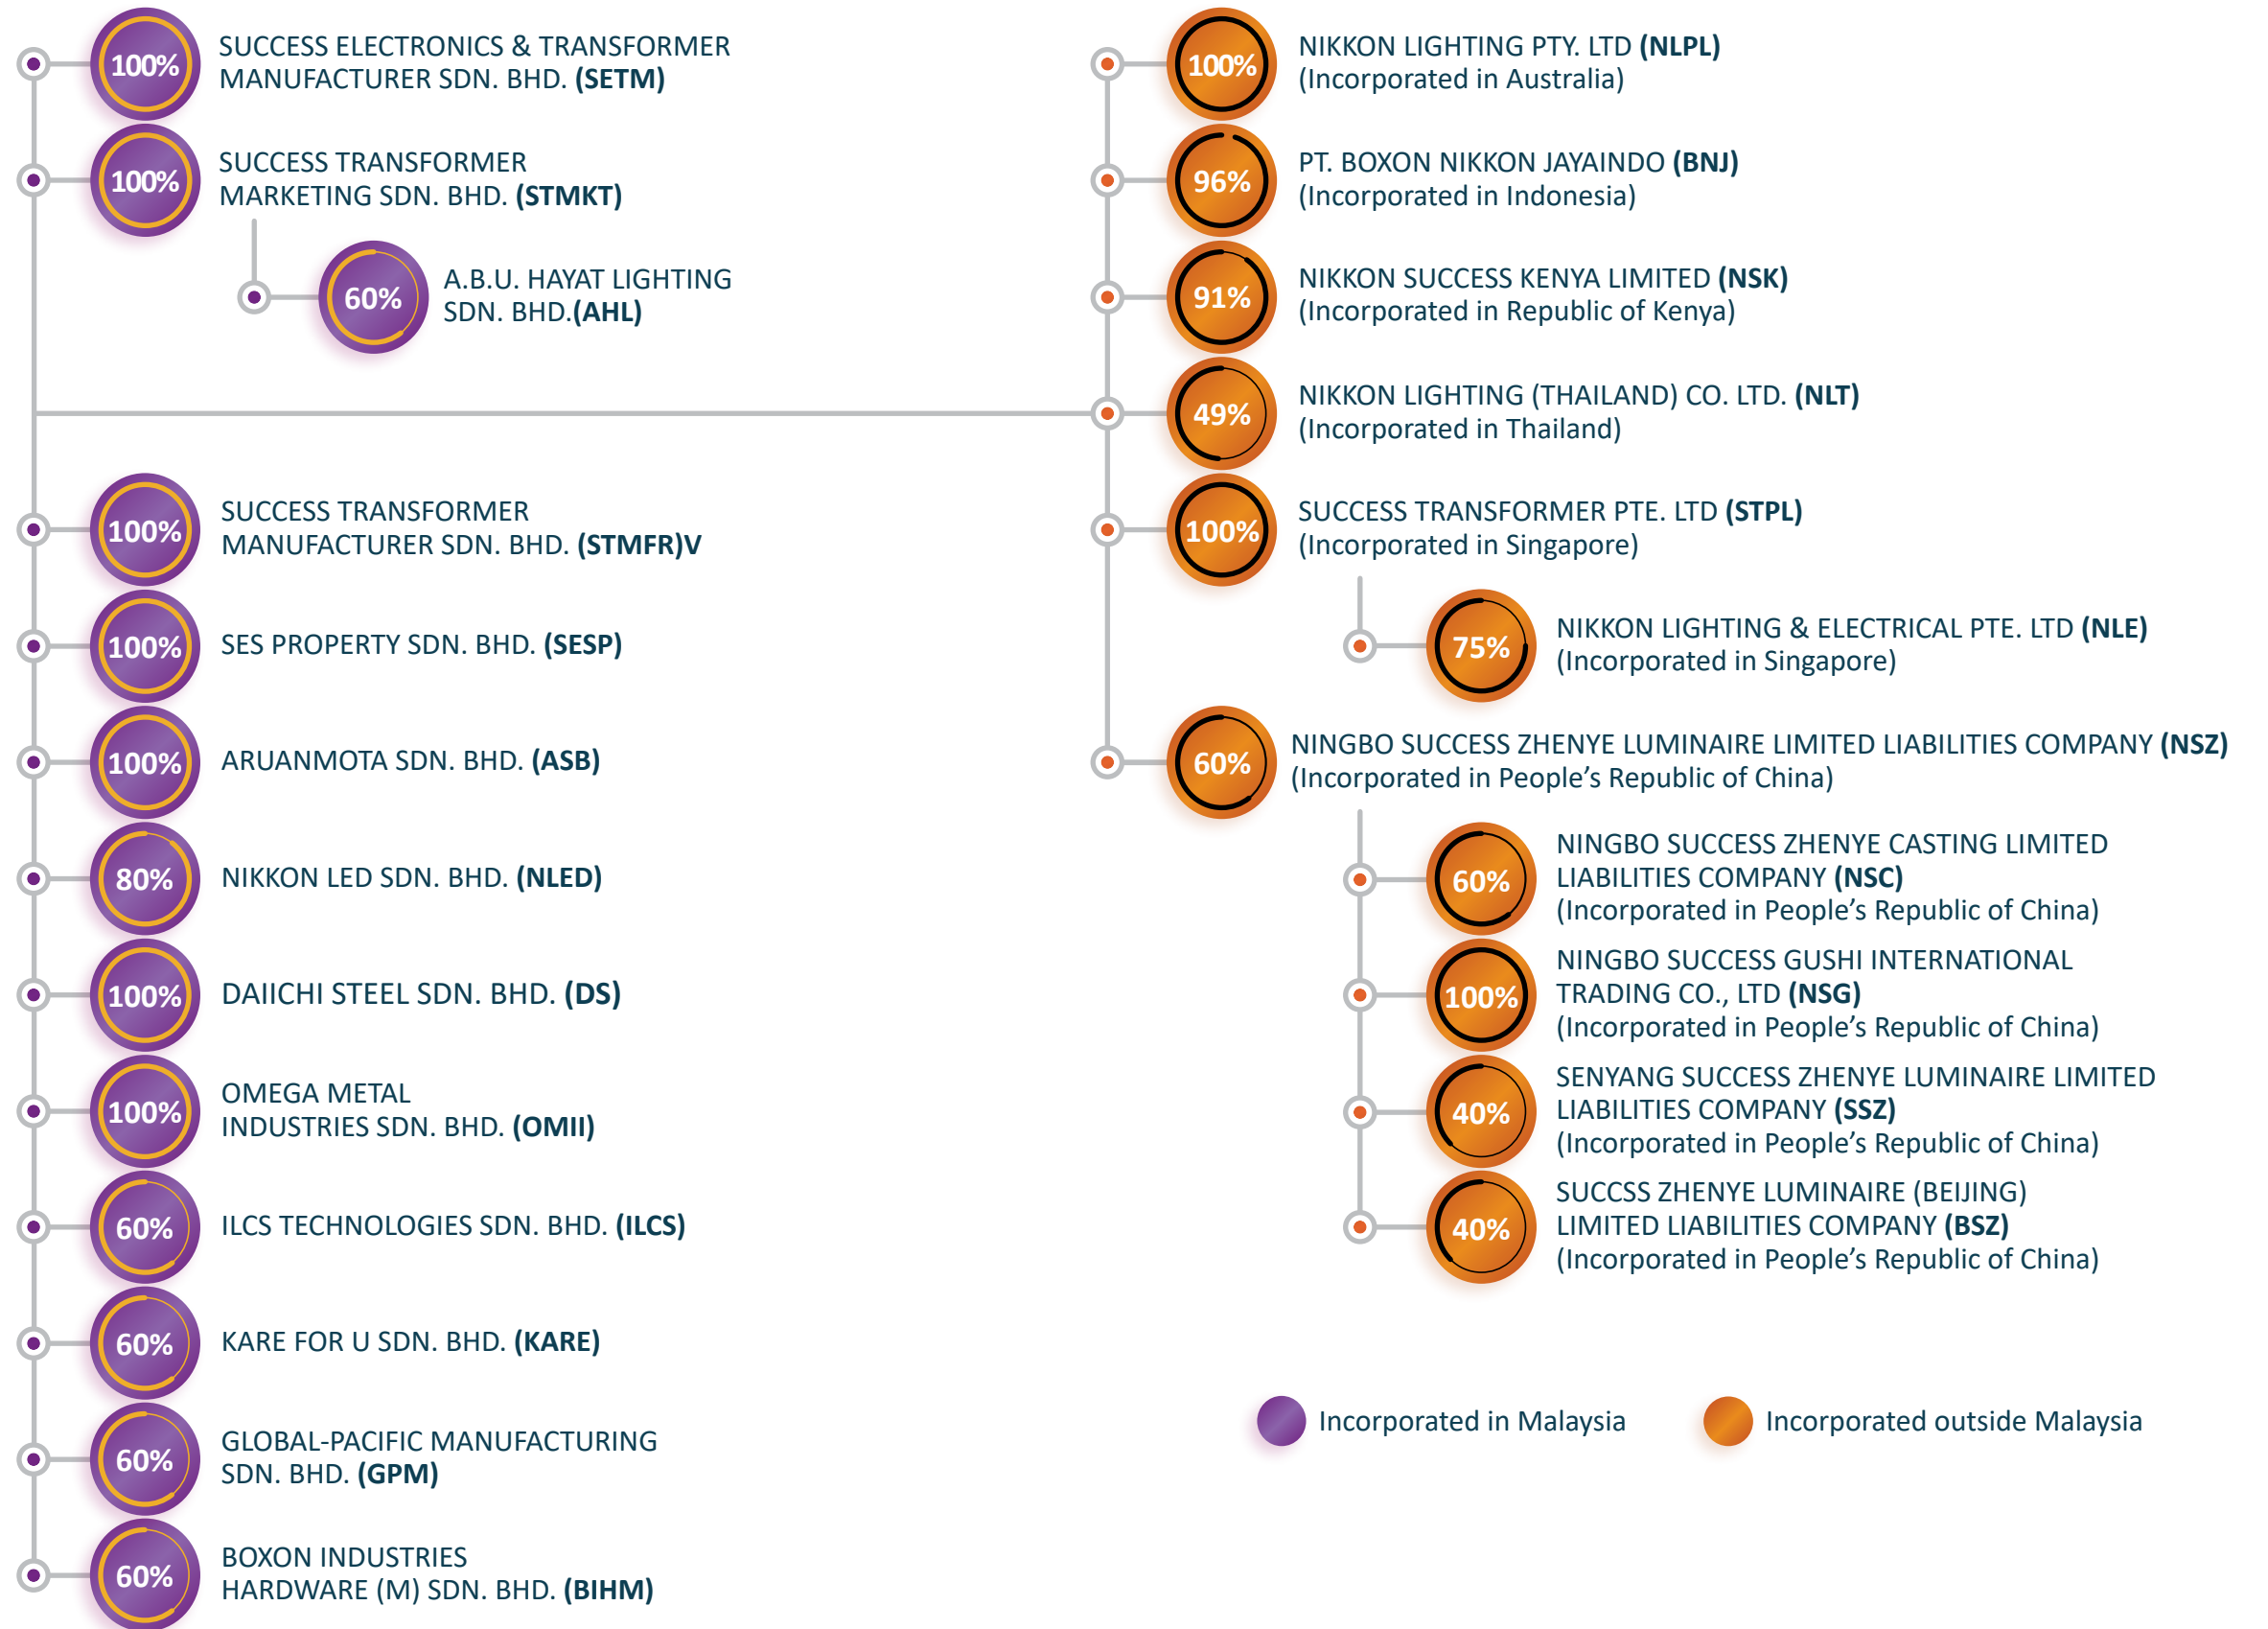 100%
SUCCESS ELECTRONICS & TRANSFORMER
MANUFACTURER SDN. BHD. (SETM)
100%
SUCCESS TRANSFORMER
MARKETING SDN. BHD. (STMKT)
60%
A.B.U. HAYAT LIGHTING
SDN. BHD.(AHL)
100%
SUCCESS TRANSFORMER
MANUFACTURER SDN. BHD. (STMFR)V
100%
SES PROPERTY SDN. BHD. (SESP)
100%
ARUANMOTA SDN. BHD. (ASB)
80%
NIKKON LED SDN. BHD. (NLED)
100%
DAIICHI STEEL SDN. BHD. (DS)
100%
OMEGA METAL
INDUSTRIES SDN. BHD. (OMII)
60%
ILCS TECHNOLOGIES SDN. BHD. (ILCS)
60%
KARE FOR U SDN. BHD. (KARE)
60%
GLOBAL-PACIFIC MANUFACTURING
SDN. BHD. (GPM)
60%
BOXON INDUSTRIES
HARDWARE (M) SDN. BHD. (BIHM)
100%
NIKKON LIGHTING PTY. LTD (NLPL)
(Incorporated in Australia)
96%
PT. BOXON NIKKON JAYAINDO (BNJ)
(Incorporated in Indonesia)
91%
NIKKON SUCCESS KENYA LIMITED (NSK)
(Incorporated in Republic of Kenya)
49%
NIKKON LIGHTING (THAILAND) CO. LTD. (NLT)
(Incorporated in Thailand)
100%
SUCCESS TRANSFORMER PTE. LTD (STPL)
(Incorporated in Singapore)
75%
NIKKON LIGHTING & ELECTRICAL PTE. LTD (NLE)
(Incorporated in Singapore)
60%
NINGBO SUCCESS ZHENYE LUMINAIRE LIMITED LIABILITIES COMPANY (NSZ)
(Incorporated in People’s Republic of China)
60%
NINGBO SUCCESS ZHENYE CASTING LIMITED
LIABILITIES COMPANY (NSC)
(Incorporated in People’s Republic of China)
100%
NINGBO SUCCESS GUSHI INTERNATIONAL
TRADING CO., LTD (NSG)
(Incorporated in People’s Republic of China)
40%
SENYANG SUCCESS ZHENYE LUMINAIRE LIMITED
LIABILITIES COMPANY (SSZ)
(Incorporated in People’s Republic of China)
40%
SUCCSS ZHENYE LUMINAIRE (BEIJING)
LIMITED LIABILITIES COMPANY (BSZ)
(Incorporated in People’s Republic of China)
Incorporated in Malaysia
Incorporated outside Malaysia